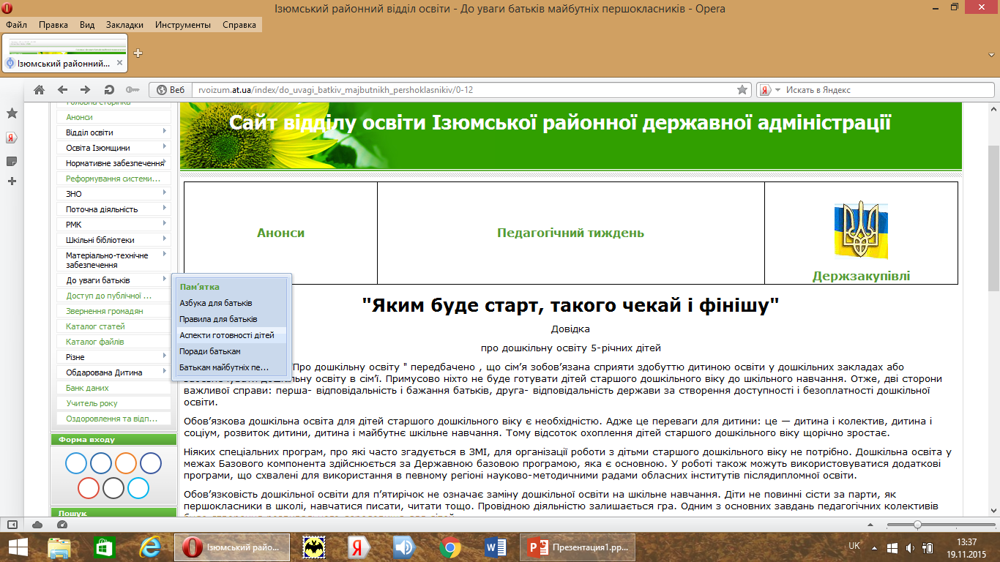 Ізюмський районний відділ освіти - До уваги батьків майбутніх першокласників - Opera
Файл Правка Вид Закладки Инструменты Справка
Ізюмський районний...
Веб
rvoizum.at.ua/index/do_uvagi_batkiv_majbutnikh_pershoklasnikiv/0-12
Искать в Яндекс
Головна сторінка
Анонси
Відділ освіти
Освіта Ізюмщини
Нормативне забезпечення
Реформування системи...
ЗНО
Поточна діяльність
РМК
Шкільні бібліотеки
Матеріально-технічне
забезпечення
До уваги батьків
Доступ до публічної ...
Звернення громадян
Каталог статей
Каталог файлів
Різне
Обдарована Дитина
Банк даних
Учитель року
Оздоровлення та відп...
Форма входу
Пошук
Пам’ятка
Азбука для батьків
Правила для батьків
Аспекти готовності дітей
Поради батькам
Батькам майбутніх пе...
Сайт відділу освіти Ізюмської районної державної адміністрації
Анонси
Педагогічний тиждень
Держзакупівлі
"Яким буде старт, такого чекай і фінішу"
Довідка
про дошкільну освіту 5-річних дітей
Про дошкільну освіту " передбачено , що сім’я зобов’язана сприяти здобуттю дитиною освіти у дошкільних закладах або
дошкільну освіту в сім’ї. Примусово ніхто не буде готувати дітей старшого дошкільного віку до шкільного навчання. Отже, дві сторони
важливої справи: перша- відповідальність і бажання батьків, друга- відповідальність держави за створення доступності і безоплатності дошкільної
освіти.
Обов’язкова дошкільна освіта для дітей старшого дошкільного віку є необхідністю. Адже це переваги для дитини: це — дитина і колектив, дитина і
соціум, розвиток дитини, дитина і майбутнє шкільне навчання. Тому відсоток охоплення дітей старшого дошкільного віку щорічно зростає.
Ніяких спеціальних програм, про які часто згадується в ЗМІ, для організації роботи з дітьми старшого дошкільного віку не потрібно. Дошкільна освіта у
межах Базового компонента здійснюється за Державною базовою програмою, яка є основною. У роботі також можуть використовуватися додаткові
програми, що схвалені для використання в певному регіоні науково-методичними радами обласних інститутів післядипломної освіти.
Обов’язковість дошкільної освіти для п’ятирічок не означає заміну дошкільної освіти на шкільне навчання. Діти не повинні сісти за парти, як
першокласники в школі, навчатися писати, читати тощо. Провідною діяльністю залишається гра. Одним з основних завдань педагогічних колективів
Ізюмський райо...
Презентация1.pp...
UK
13:37
19.11.2015